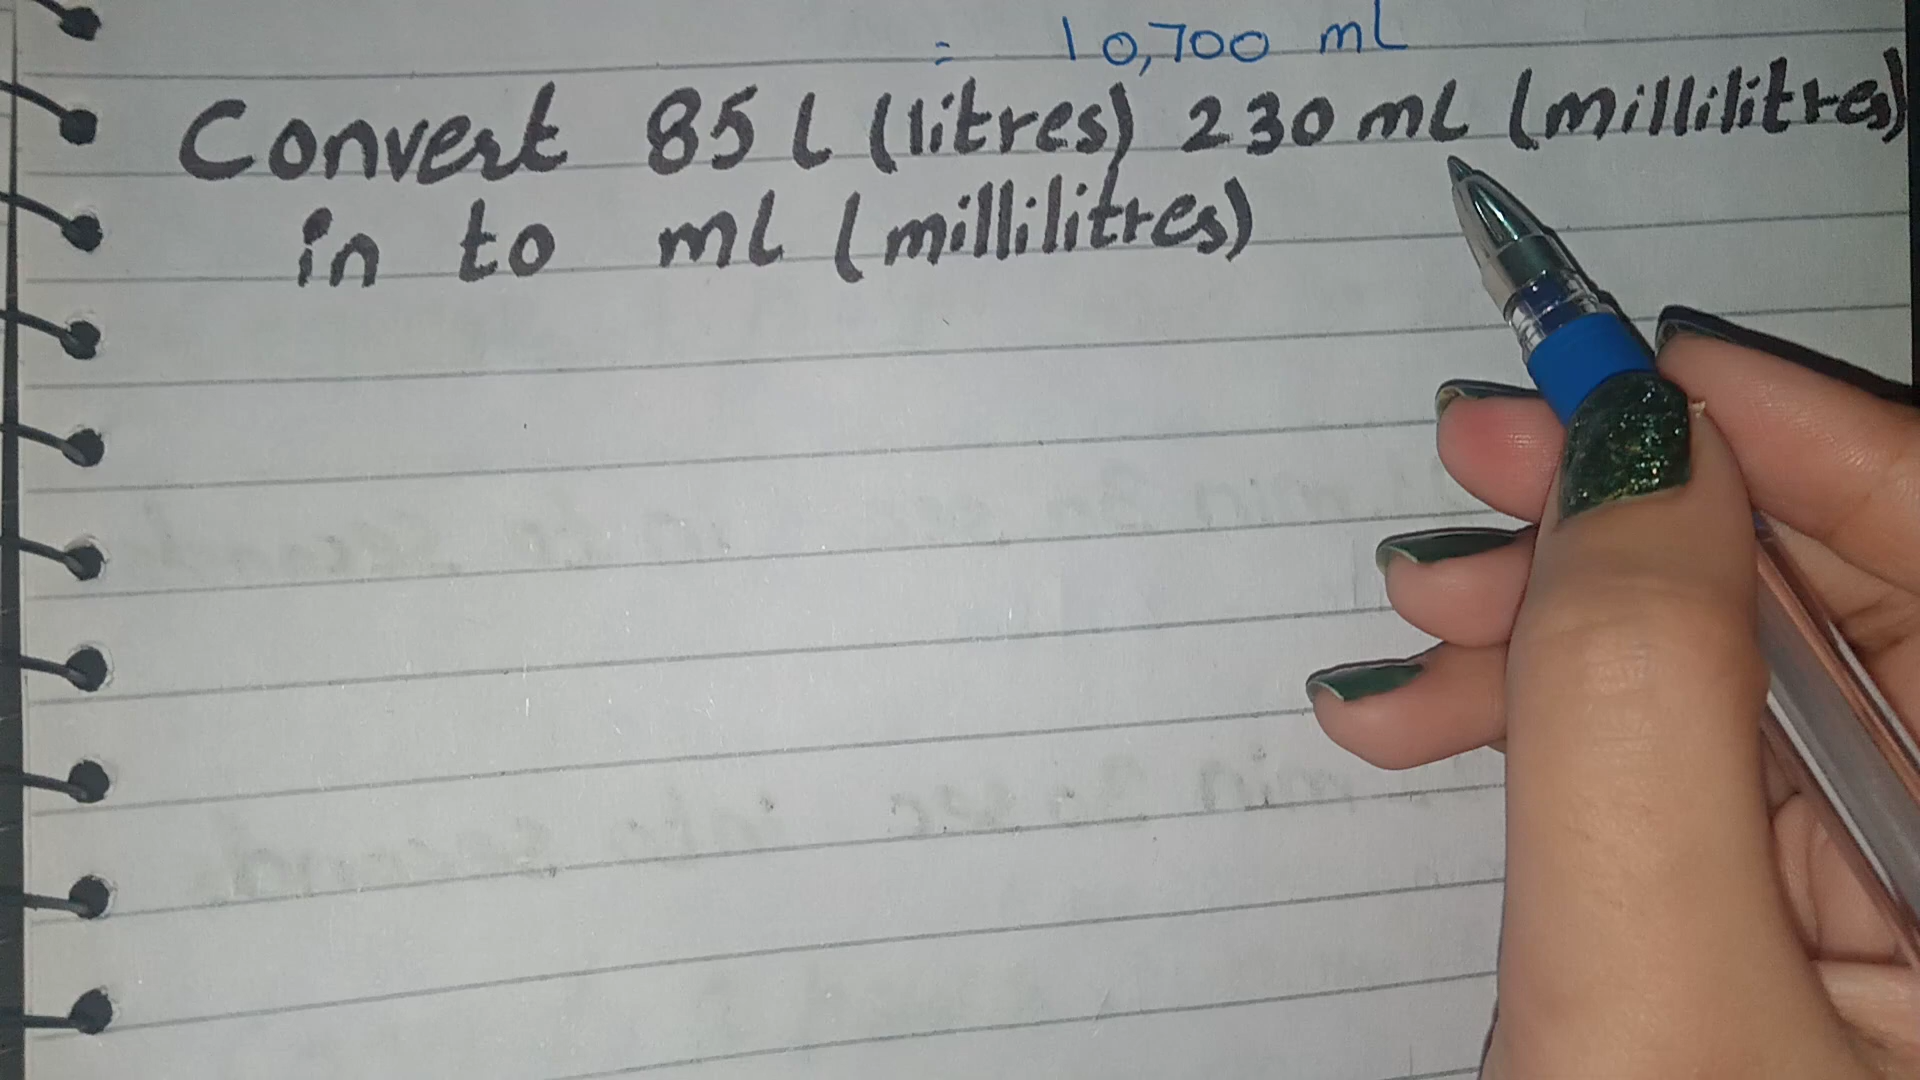 = 10,700 ml
Convert 85 l (litres) 230 ml (millilitres)
in to ml (millilitres)